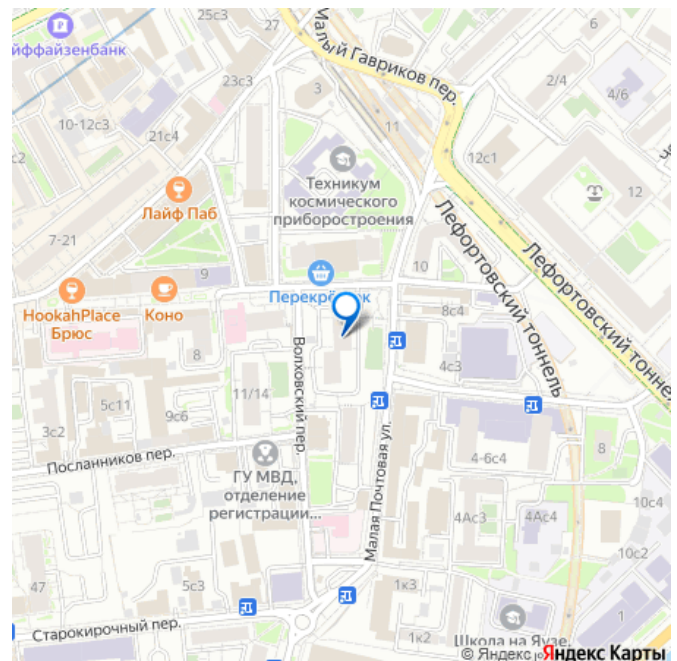 25с3
27
йффайзенбанк
Малый Гавриков пер.
23с3
3
2/4
4/6
10-12с3
21с4
11
12с1
с2
Техникум
космического
приборостроения
12
Лайф Паб
7-21
10
9
Перекрёсток
HookahPlace
Брюс
Коно
8с4
Лефортовский тоннель
Лефортовский тоннель
8
Волховский пер.
4с3
11/14
5с11
9с6
3с2
Посланников пер.
ГУ МВД,
отделение
регистрации...
Малая Почтовая ул.
4-6с4
8
10с4
4Ас3
4Ас4
10с2
47
5с3
1к3
1
Старокирочный пер.
1к2
Школа на Яузе,
© Яндекс
Яндекс Карты